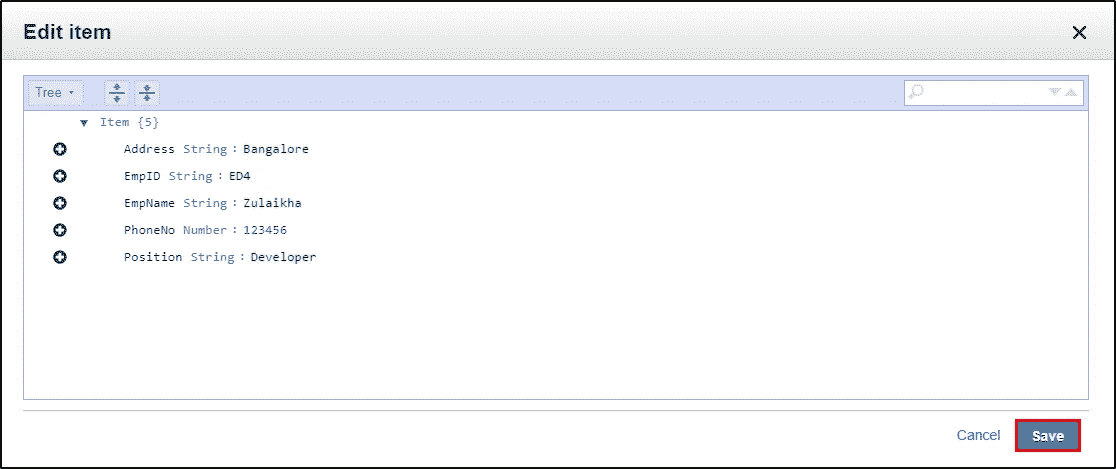 Edit item
Tree
Item {5}
Address String : Bangalore
EmpID String : ED4
EmpName String : Zulaikha
PhoneNo Number : 123456
Position String : Developer
Cancel Save